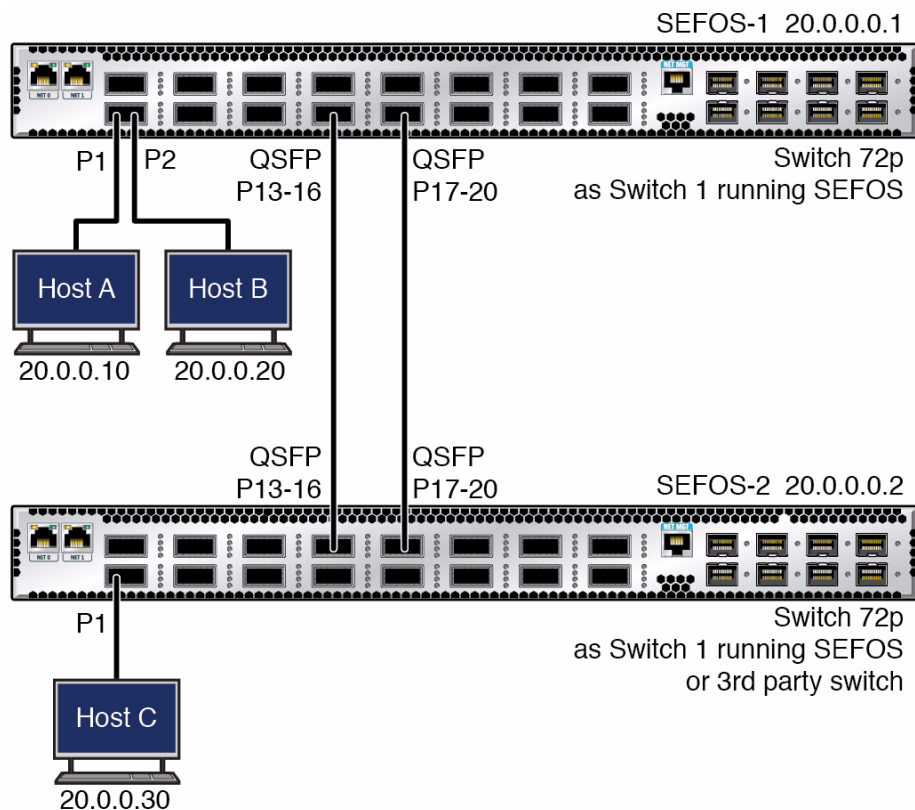 SEFOS-1 20.0.0.0.1
NET MGT
NET 0 NET 1
P1 P2 QSFP QSFP Switch 72p
P13-16 P17-20 as Switch 1 running SEFOS
Host A Host B
20.0.0.10 20.0.0.20
QSFP QSFP
P13-16 P17-20 SEFOS-2 20.0.0.0.2
NET MGT
NET 0 NET 1
P1 Switch 72p
as Switch 1 running SEFOS
or 3rd party switch
Host C
20.0.0.30